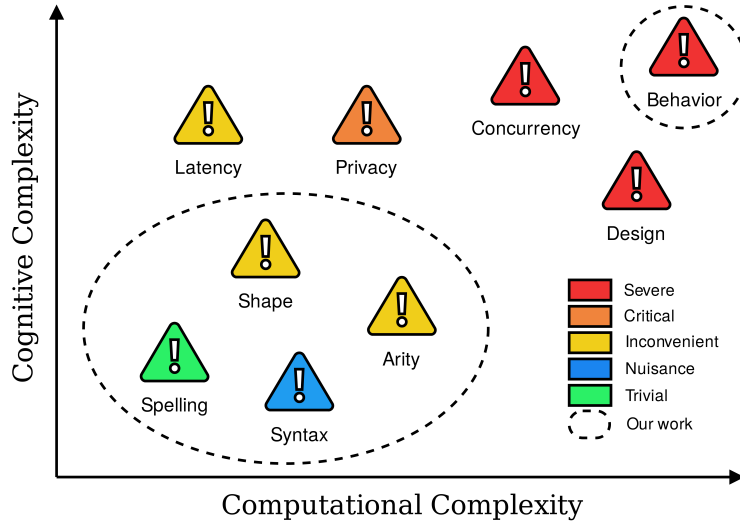 Behavior
Concurrency
Latency
Privacy
Design
Shape
Arity
Spelling
Syntax
Severe
Critical
Inconvenient
Nuisance
Trivial
Our work
Cognitive Complexity
Computational Complexity